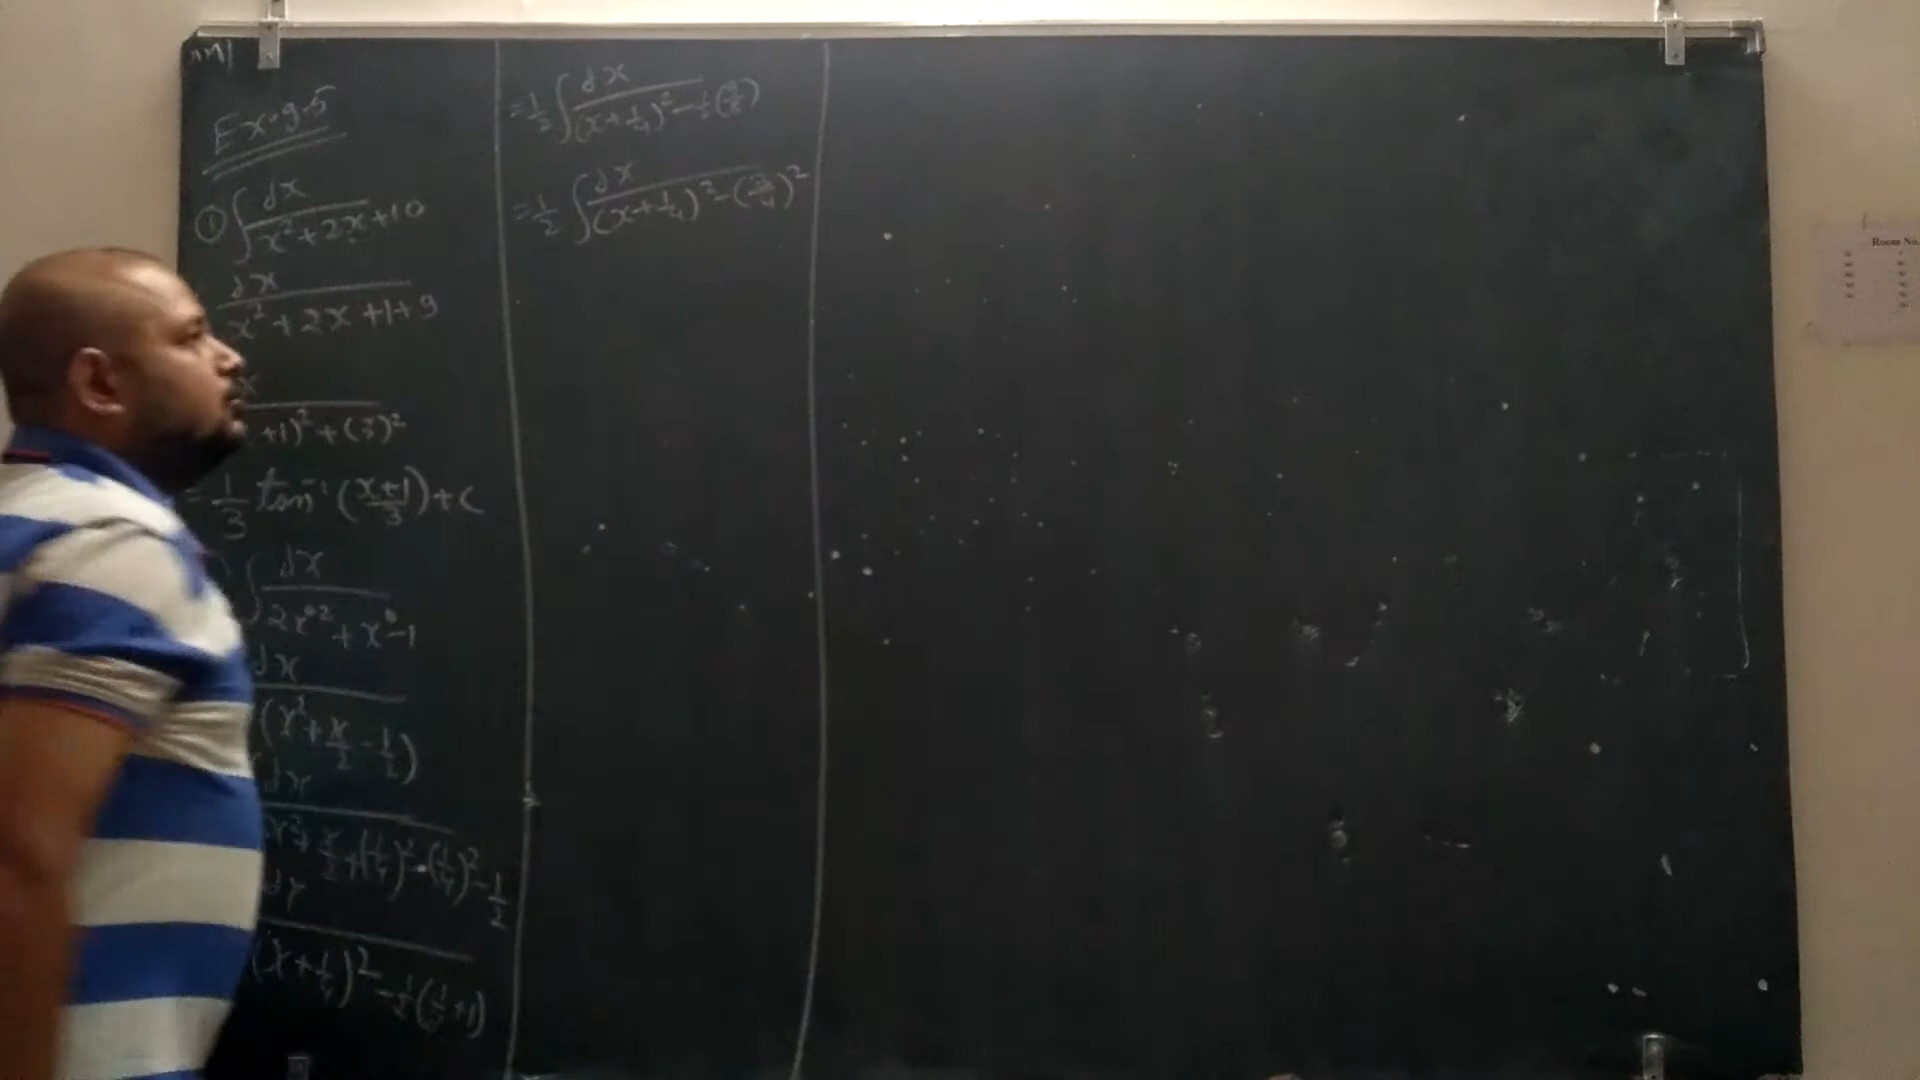 Ex-9.5
① ∫ dx / x² + 2x + 10
dx / x² + 2x + 1 + 9
+1)² + (3)²
= 1/3 tan⁻¹ (x+1 / 3) + c
∫ dx / 2x² + x - 1
dx / (x² + x/2 - 1/2)
dx / x² + x/2 + (1/4)² - (1/4)² - 1/2
dx / (x + 1/4)² - 1/2 (1/8 + 1)
= 1/2 ∫ dx / (x + 1/4)² - 1/2 (9/8)
= 1/2 ∫ dx / (x + 1/4)² - (3/4)²
Room No.